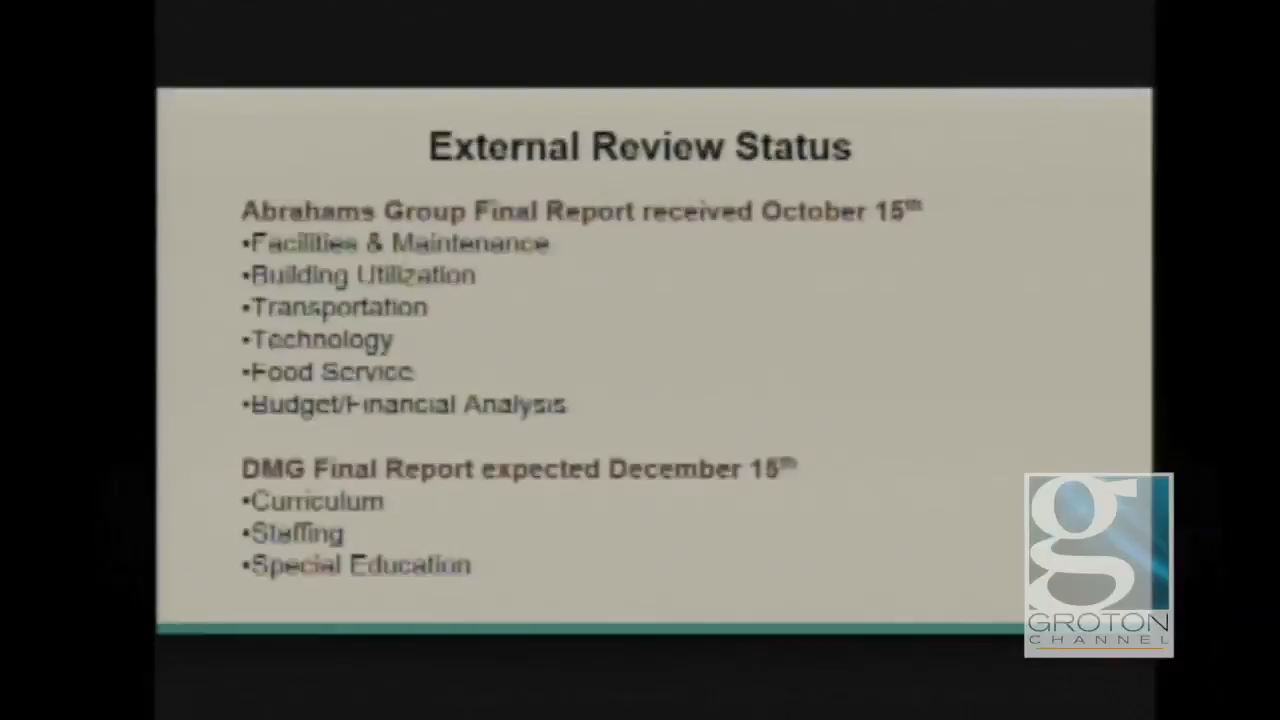 External Review Status
Abrahams Group Final Report received October 15th
•Facilities & Maintenance
•Building Utilization
•Transportation
•Technology
•Food Service
•Budget/Financial Analysis
DMG Final Report expected December 15th
•Curriculum
•Staffing
•Special Education
g
GROTON
CHANNEL